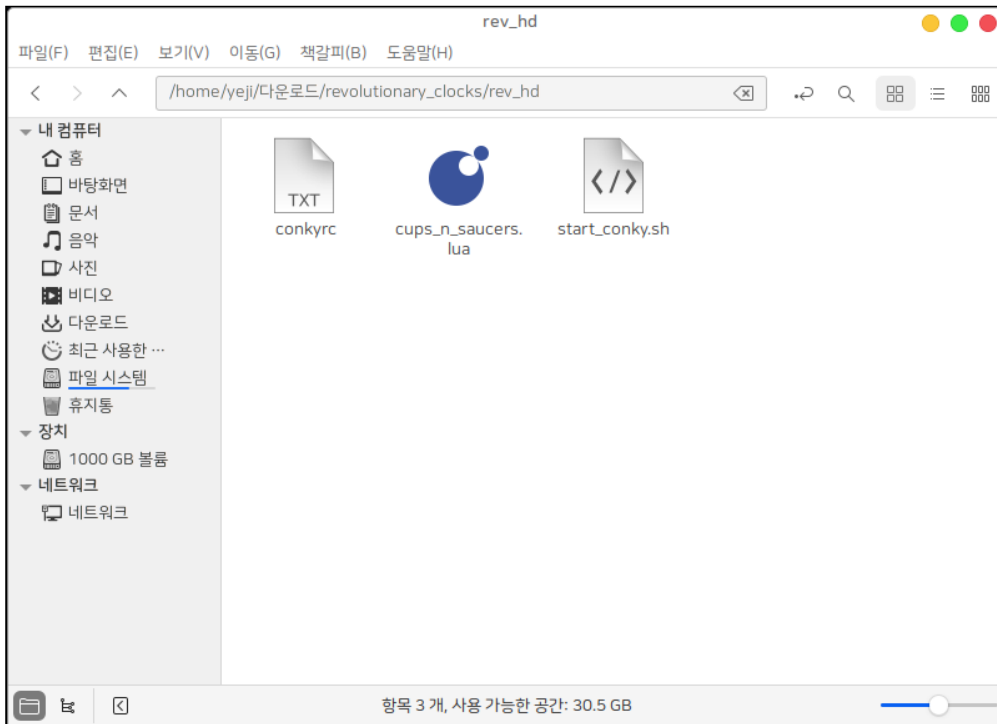 rev_hd
파일(F) 편집(E) 보기(V) 이동(G) 책갈피(B) 도움말(H)
/home/yeji/다운로드/revolutionary_clocks/rev_hd
내 컴퓨터
홈
바탕화면
문서
음악
사진
비디오
다운로드
최근 사용한 …
파일 시스템
휴지통
장치
1000 GB 볼륨
네트워크
네트워크
TXT
conkyrc
cups_n_saucers.
lua
</>
start_conky.sh
항목 3 개, 사용 가능한 공간: 30.5 GB